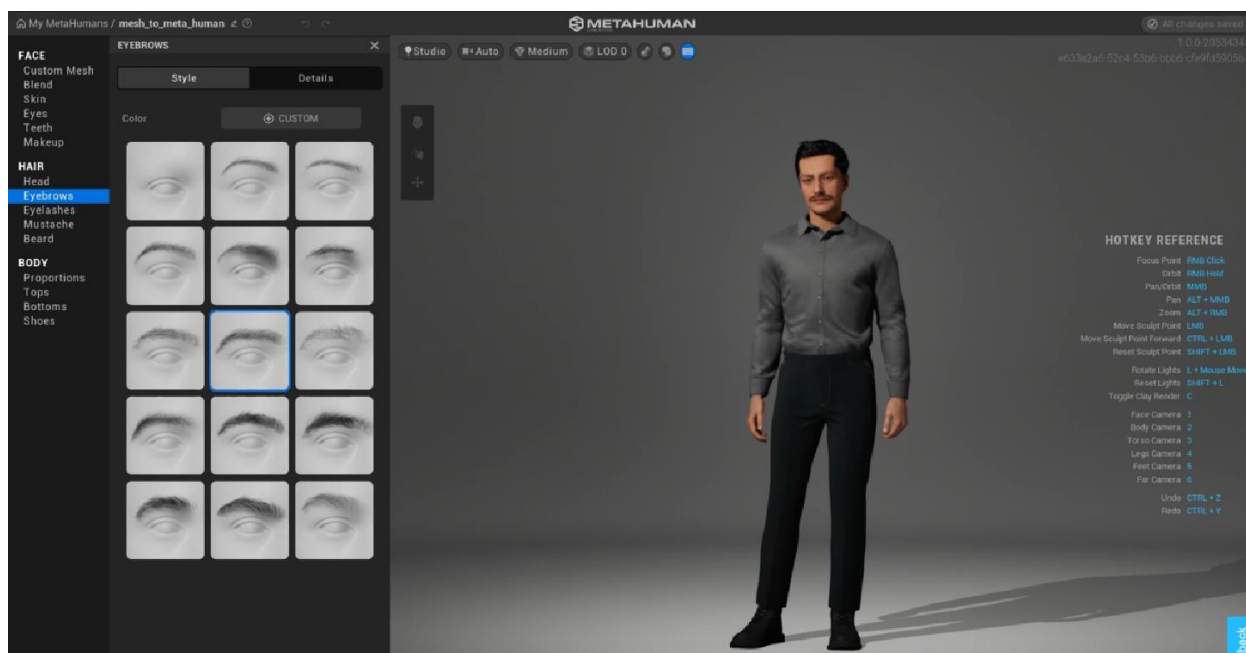 My MetaHumans / mesh_to_meta_human
METAHUMAN
All changes saved
FACE
Custom Mesh
Blend
Skin
Eyes
Teeth
Makeup
HAIR
Head
Eyebrows
Eyelashes
Mustache
Beard
BODY
Proportions
Tops
Bottoms
Shoes
EYEBROWS
Style
Details
Color
CUSTOM
Studio
Auto
Medium
LOD 0
HOTKEY REFERENCE
Focus Point RMB Click
Orbit RMB Hold
Pan/Orbit MMB
Pan ALT + MMB
Zoom ALT + RMB
Move Sculpt Point LMB
Move Sculpt Point Forward CTRL + LMB
Reset Sculpt Point SHIFT + LMB
Rotate Lights L + Mouse Move
Reset Lights SHIFT + L
Toggle Clay Render C
Face Camera 1
Body Camera 2
Torso Camera 3
Legs Camera 4
Feet Camera 5
Far Camera 6
Undo CTRL + Z
Redo CTRL + Y
back